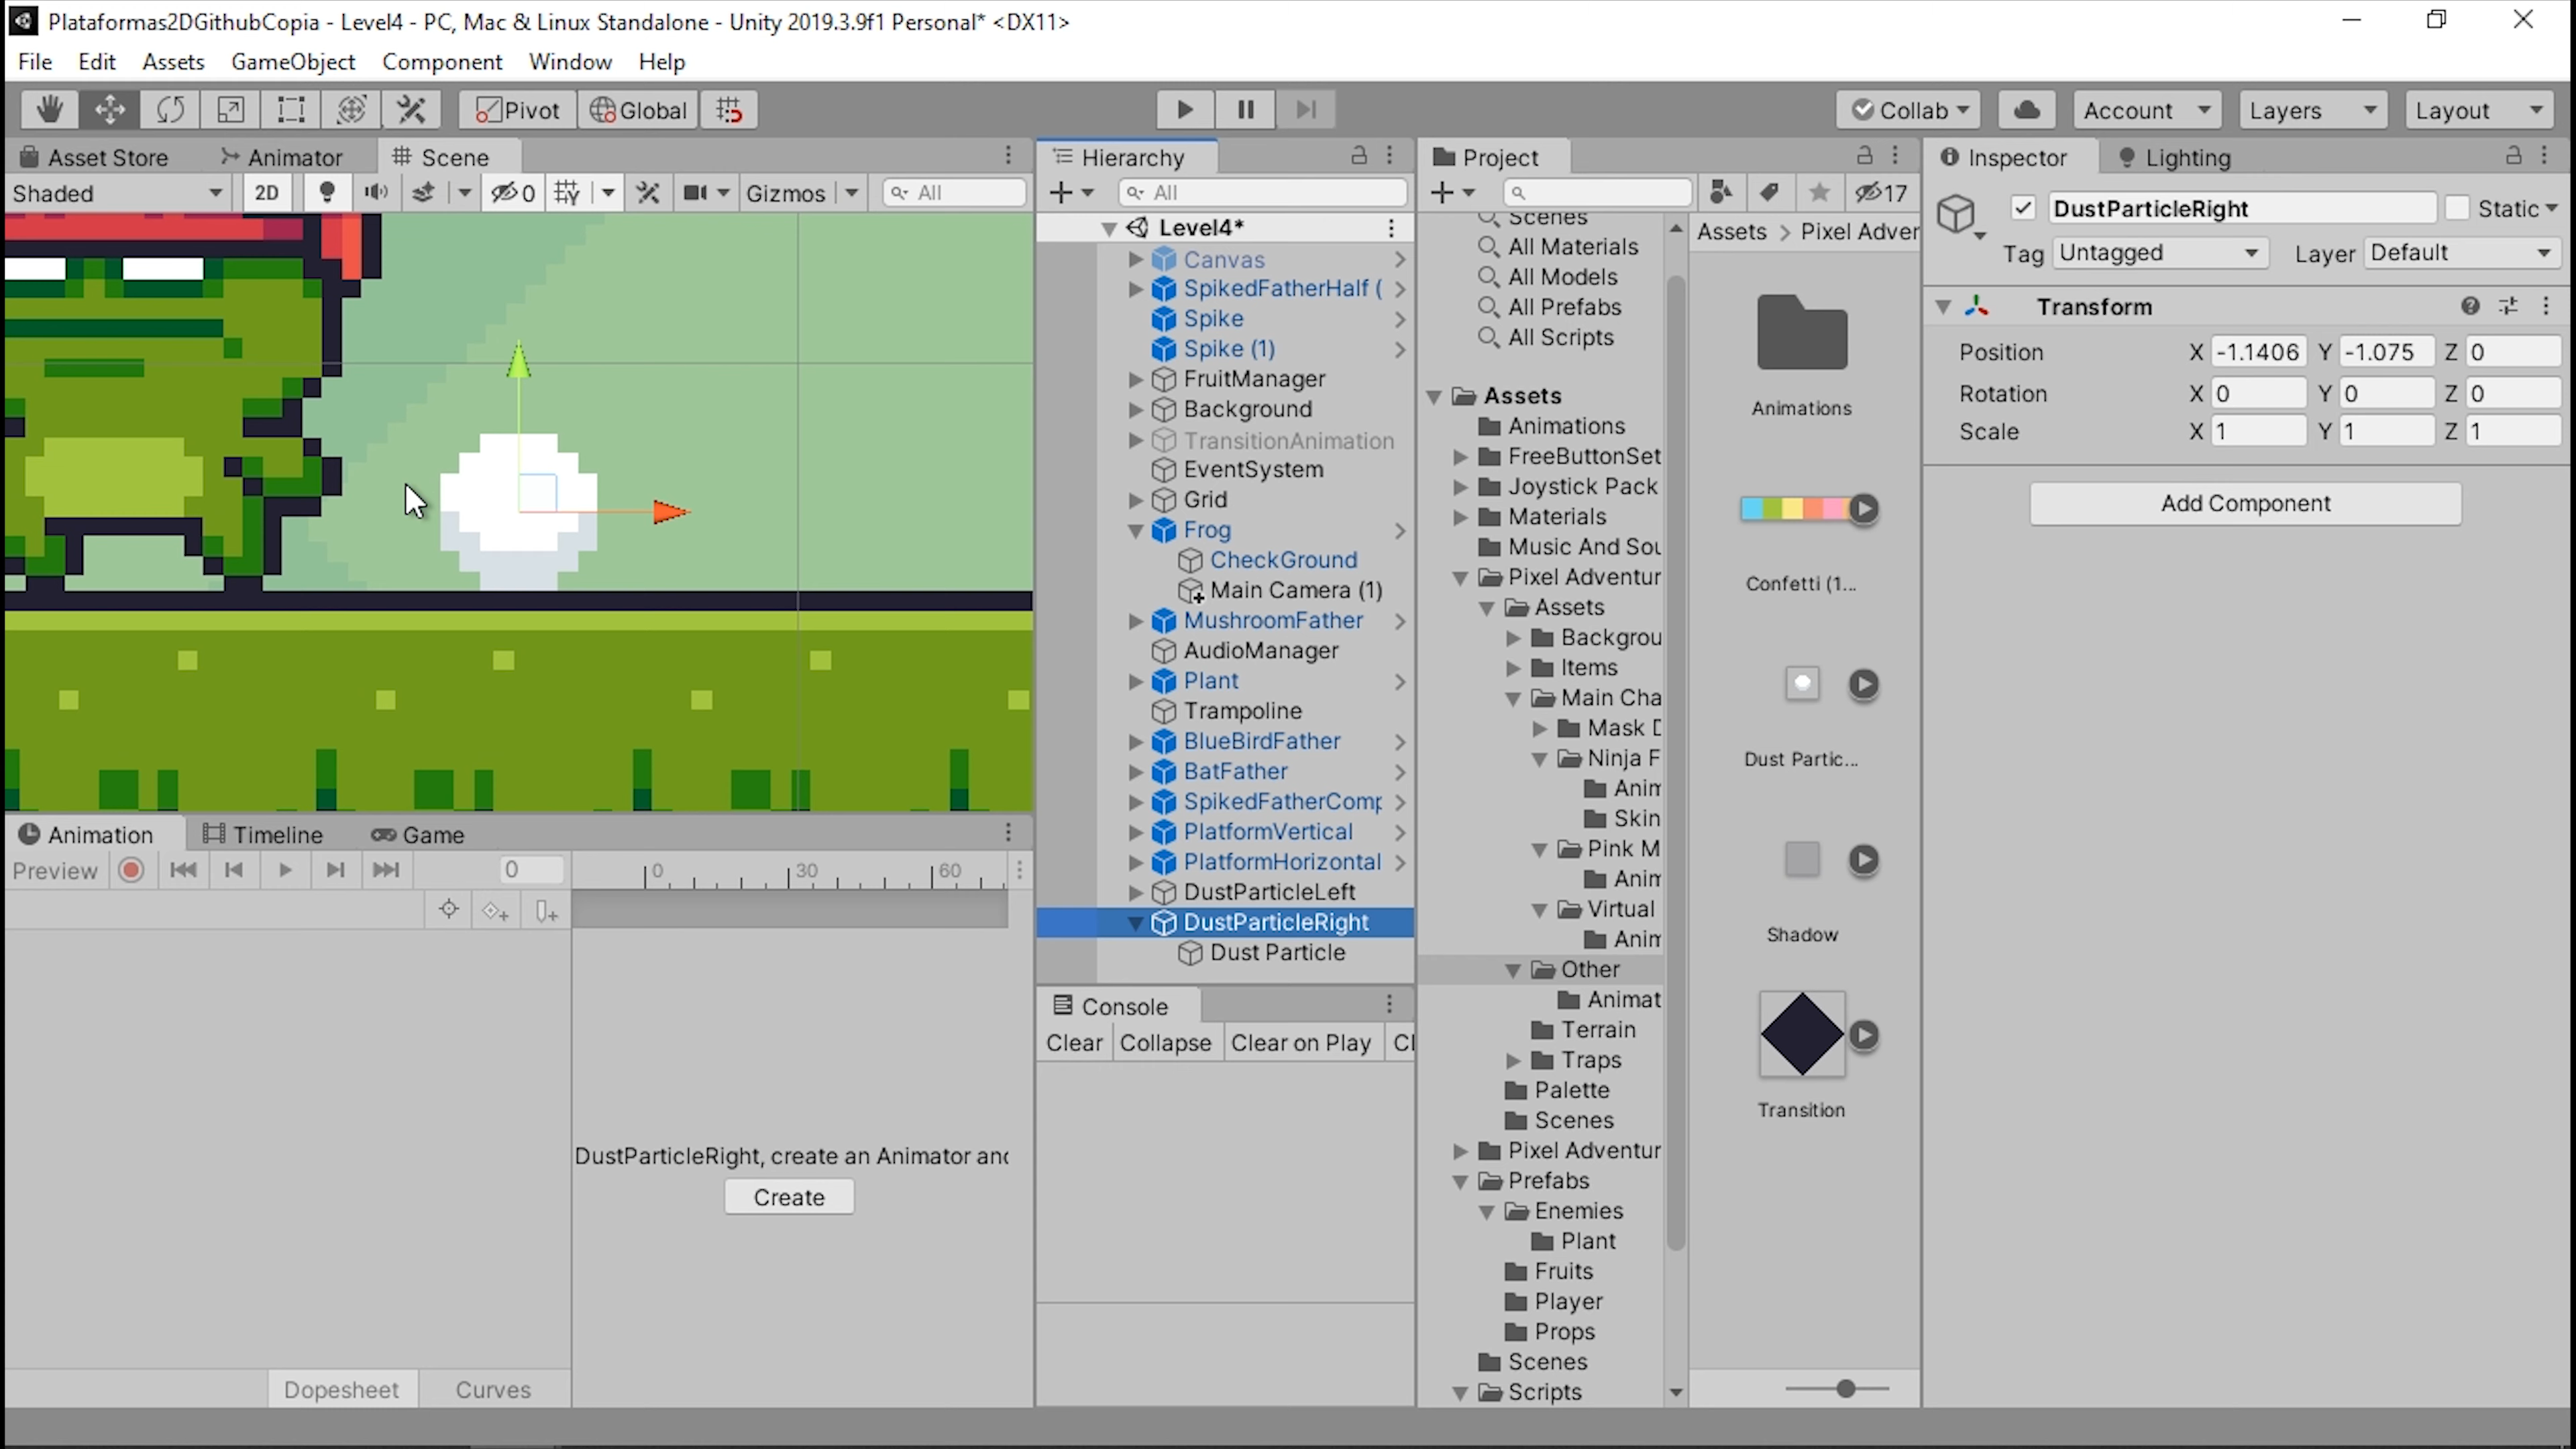 Plataformas2DGithubCopia - Level4 - PC, Mac & Linux Standalone - Unity 2019.3.9f1 Personal* <DX11>
File Edit Assets GameObject Component Window Help
Pivot Global Collab Account Layers Layout
Asset Store Animator Scene
Shaded 2D 0 Gizmos All
Animation Timeline Game
Preview 0 0 30 60
DustParticleRight, create an Animator and
Create
Dopesheet Curves
Hierarchy
All
Level4*
Canvas
SpikedFatherHalf (
Spike
Spike (1)
FruitManager
Background
TransitionAnimation
EventSystem
Grid
Frog
CheckGround
Main Camera (1)
MushroomFather
AudioManager
Plant
Trampoline
BlueBirdFather
BatFather
SpikedFatherComp
PlatformVertical
PlatformHorizontal
DustParticleLeft
DustParticleRight
Dust Particle
Console
Clear Collapse Clear on Play Cl
Project
17
Scenes
All Materials
All Models
All Prefabs
All Scripts
Assets
Animations
FreeButtonSet
Joystick Pack
Materials
Music And Sou
Pixel Adventur
Assets
Backgrou
Items
Main Cha
Mask D
Ninja F
Anim
Skin
Pink M
Anim
Virtual
Anim
Other
Animat
Terrain
Traps
Palette
Scenes
Pixel Adventur
Prefabs
Enemies
Plant
Fruits
Player
Props
Scenes
Scripts
Assets > Pixel Adver
Animations
Confetti (1...
Dust Partic...
Shadow
Transition
Inspector Lighting
DustParticleRight Static
Tag Untagged Layer Default
Transform
Position X -1.1406 Y -1.075 Z 0
Rotation X 0 Y 0 Z 0
Scale X 1 Y 1 Z 1
Add Component